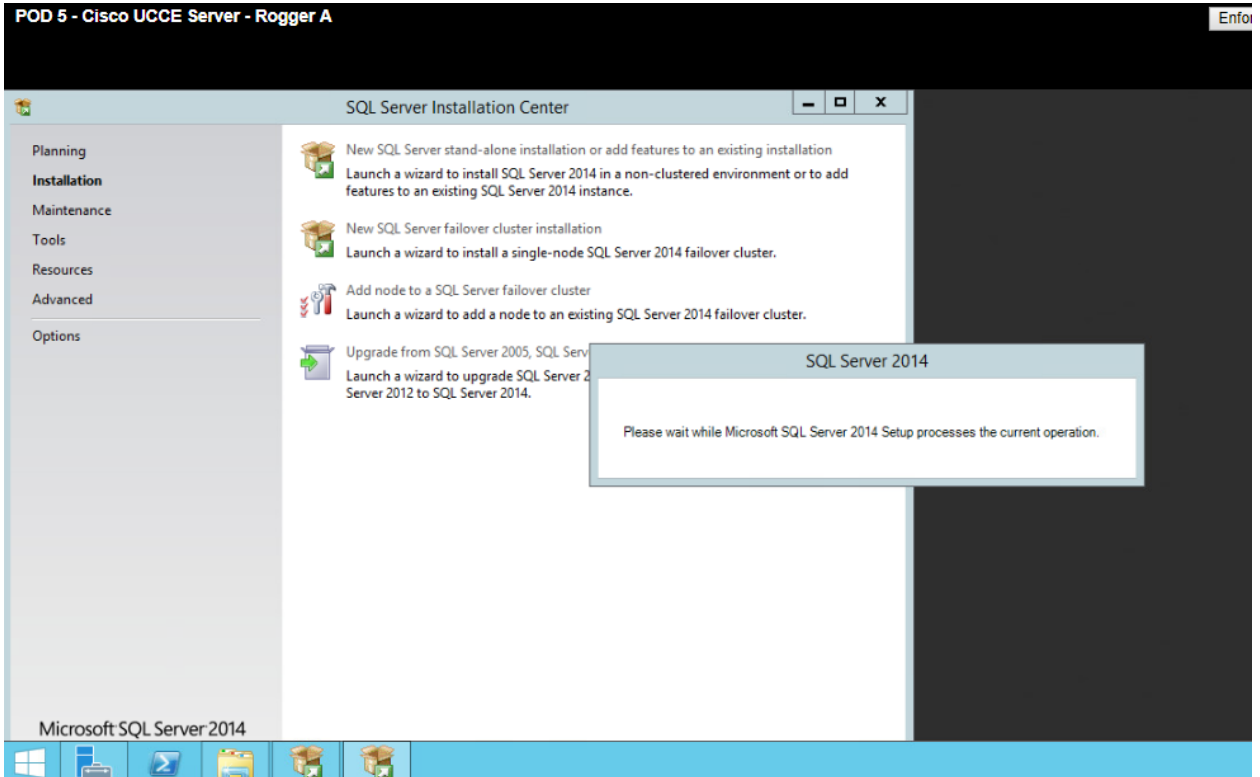 POD 5 - Cisco UCCE Server - Rogger A
SQL Server Installation Center
Planning
Installation
Maintenance
Tools
Resources
Advanced
Options
New SQL Server stand-alone installation or add features to an existing installation
Launch a wizard to install SQL Server 2014 in a non-clustered environment or to add
features to an existing SQL Server 2014 instance.
New SQL Server failover cluster installation
Launch a wizard to install a single-node SQL Server 2014 failover cluster.
Add node to a SQL Server failover cluster
Launch a wizard to add a node to an existing SQL Server 2014 failover cluster.
Upgrade from SQL Server 2005, SQL Serv
Launch a wizard to upgrade SQL Server 2
Server 2012 to SQL Server 2014.
SQL Server 2014
Please wait while Microsoft SQL Server 2014 Setup processes the current operation.
Microsoft SQL Server 2014